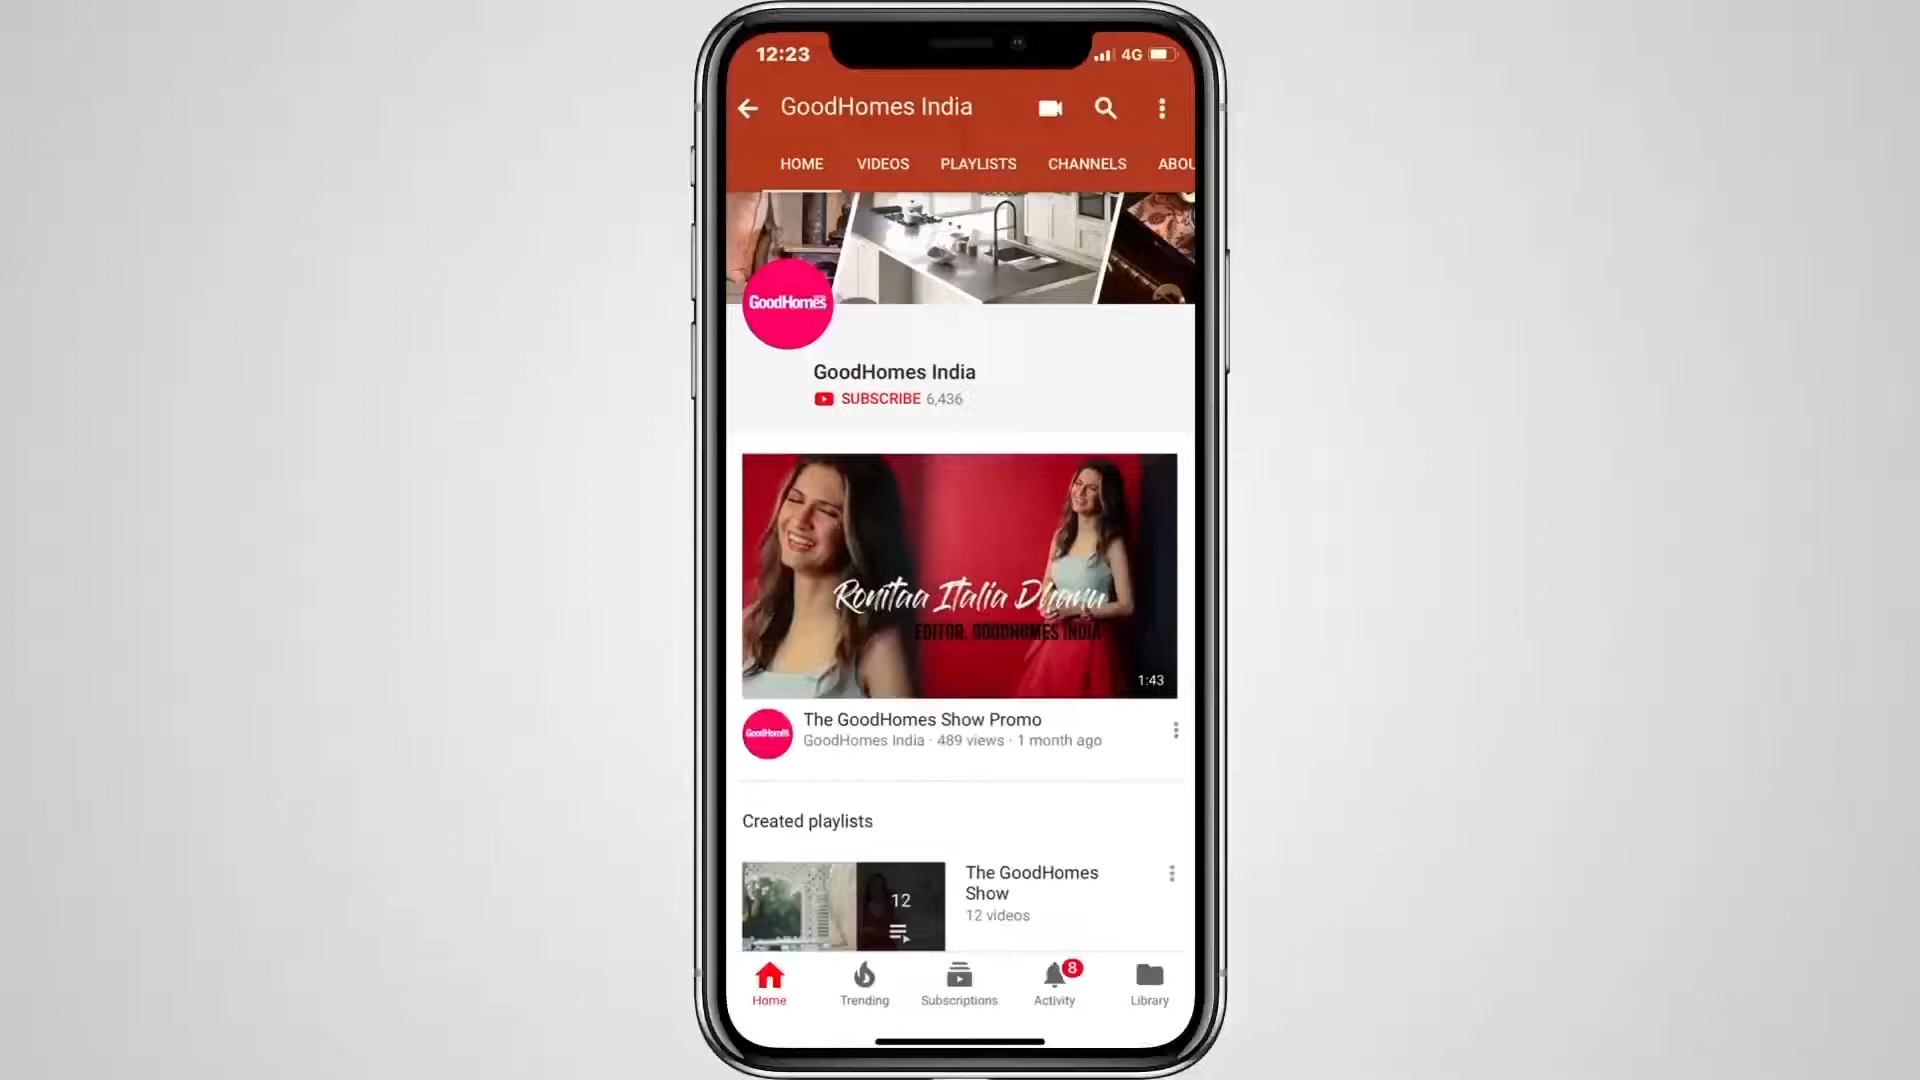 12:23
4G
GoodHomes India
HOME VIDEOS PLAYLISTS CHANNELS ABOU
GoodHomes
GoodHomes India
SUBSCRIBE 6,436
Ronitaa Italia Dhanu
EDITOR, GOODHOMES INDIA
1:43
The GoodHomes Show Promo
GoodHomes
GoodHomes India · 489 views · 1 month ago
Created playlists
The GoodHomes
Show
12
12 videos
8
Home Trending Subscriptions Activity Library